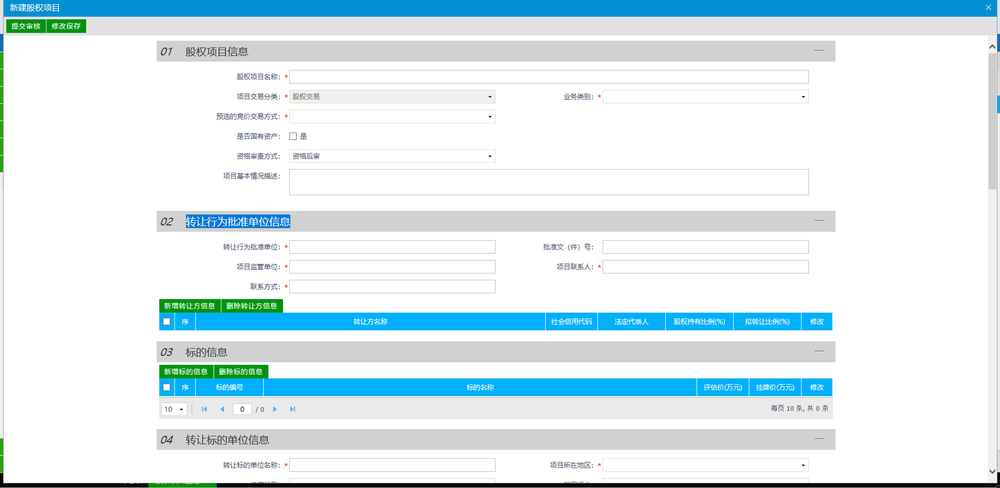 新建股权项目
提交审核 修改保存
01 股权项目信息
股权项目名称: *
项目交易分类: * 股权交易 业务类别: *
预选的竞价交易方式: *
是否国有资产: 是
资格审查方式: 资格后审
项目基本情况描述:
02 转让行为批准单位信息
转让行为批准单位: * 批准文（件）号:
项目监管单位: * 项目联系人: *
联系方式: *
新增转让方信息 删除转让方信息
序 转让方名称 社会信用代码 法定代表人 股权持有比例(%) 拟转让比例(%) 修改
03 标的信息
新增标的信息 删除标的信息
序 标的编号 标的名称 评估价(万元) 挂牌价(万元) 修改
10 0 / 0 每页 10 条, 共 0 条
04 转让标的单位信息
转让标的单位名称: * 项目所在地区: *